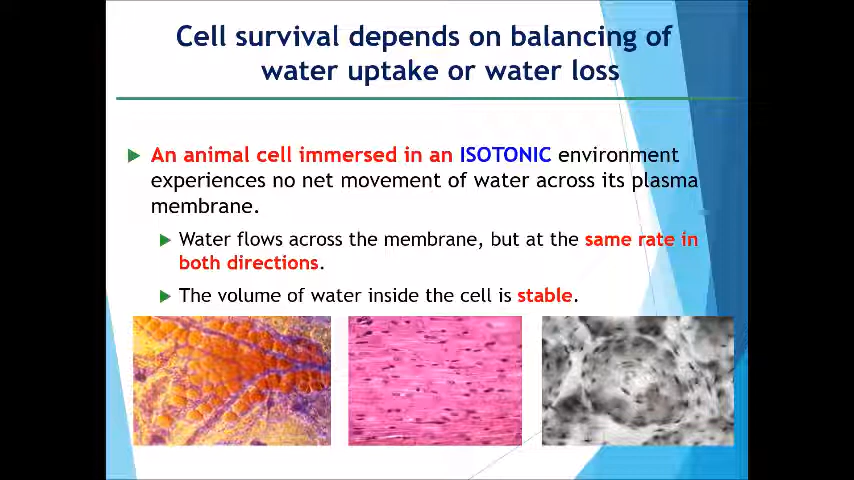 Cell survival depends on balancing of
water uptake or water loss
An animal cell immersed in an ISOTONIC environment
experiences no net movement of water across its plasma
membrane.
Water flows across the membrane, but at the same rate in
both directions.
The volume of water inside the cell is stable.